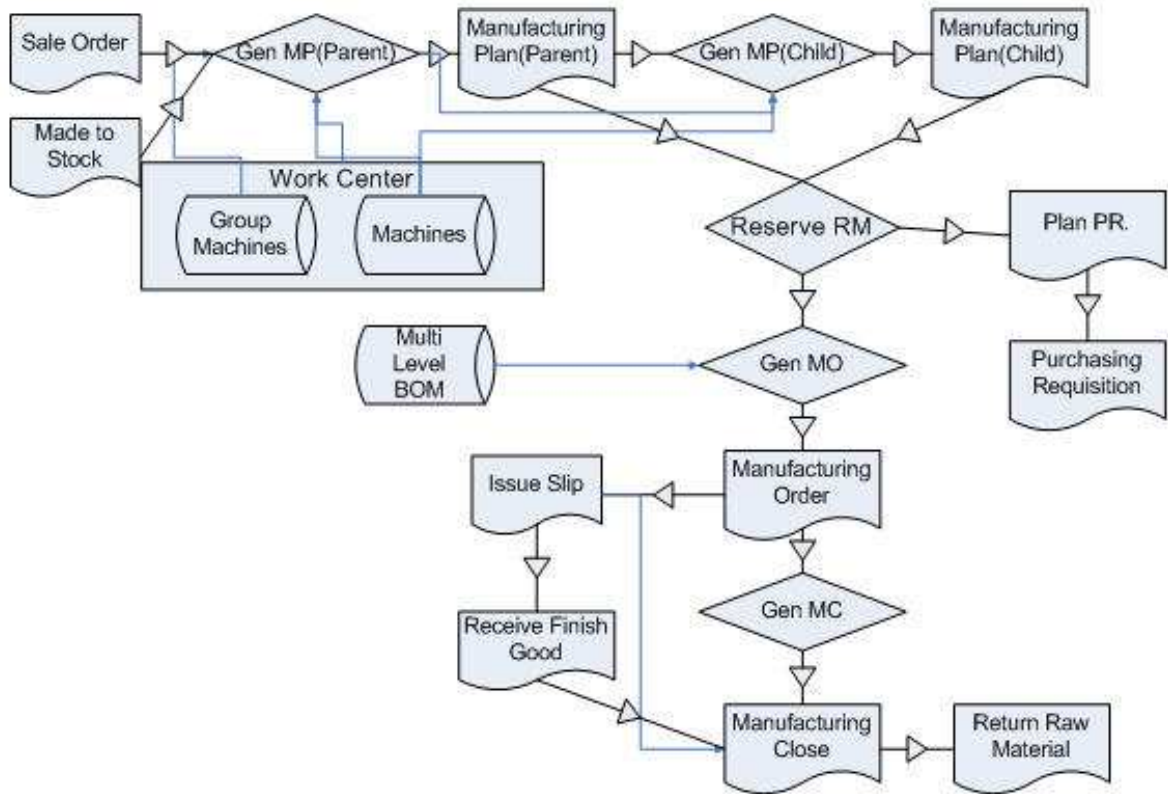 Sale Order
Gen MP(Parent)
Manufacturing
Plan(Parent)
Gen MP(Child)
Manufacturing
Plan(Child)
Made to
Stock
Work Center
Group
Machines
Machines
Reserve RM
Plan PR.
Multi
Level
BOM
Gen MO
Purchasing
Requisition
Issue Slip
Manufacturing
Order
Gen MC
Receive Finish
Good
Manufacturing
Close
Return Raw
Material